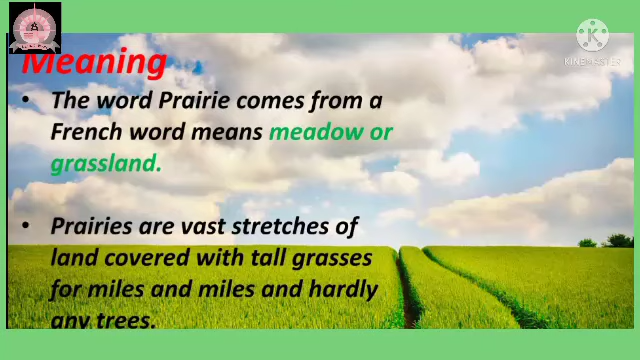 Meaning
• The word Prairie comes from a
French word means meadow or
grassland.
• Prairies are vast stretches of
land covered with tall grasses
for miles and miles and hardly
any trees.
KINEMASTER